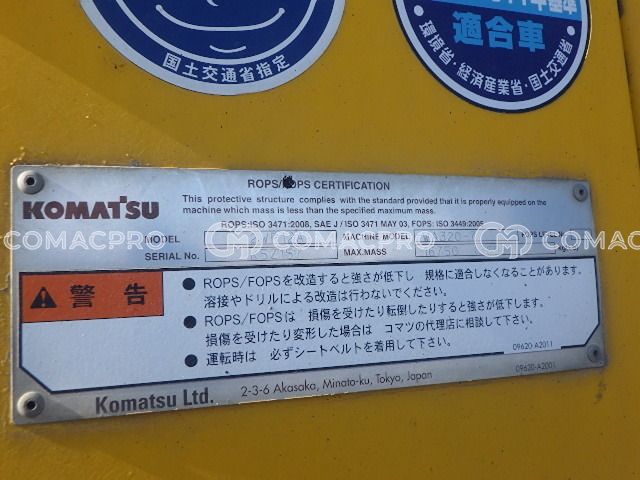 国土交通省指定
適合車
・環境省・経済産業省・国土交通省・
ROPS/FOPS CERTIFICATION
KOMATSU
This protective structure complies with the standard provided that it is properly equipped on the
machine which mass is less than the specified maximum mass.
ROPS:ISO 3471:2008, SAE J / ISO 3471 MAY 03, FOPS: ISO 3449:2005
MODEL MACHINE MODEL FOPS LEVEL
SERIAL No. MAX.MASS
COMACPRO COMACPRO COMACPRO
警告
● ROPS/FOPSを改造すると強さが低下し 規格に適合しなくなることがあります。
溶接やドリルによる改造は行わないでください。
● ROPS/FOPSは 損傷を受けたり転倒したりすると強さが低下します。
損傷を受けたり変形した場合は コマツの代理店に相談して下さい。
● 運転時は 必ずシートベルトを着用して下さい。
09620-A2011
Komatsu Ltd. 2-3-6 Akasaka, Minato-ku, Tokyo, Japan
09620-A2001